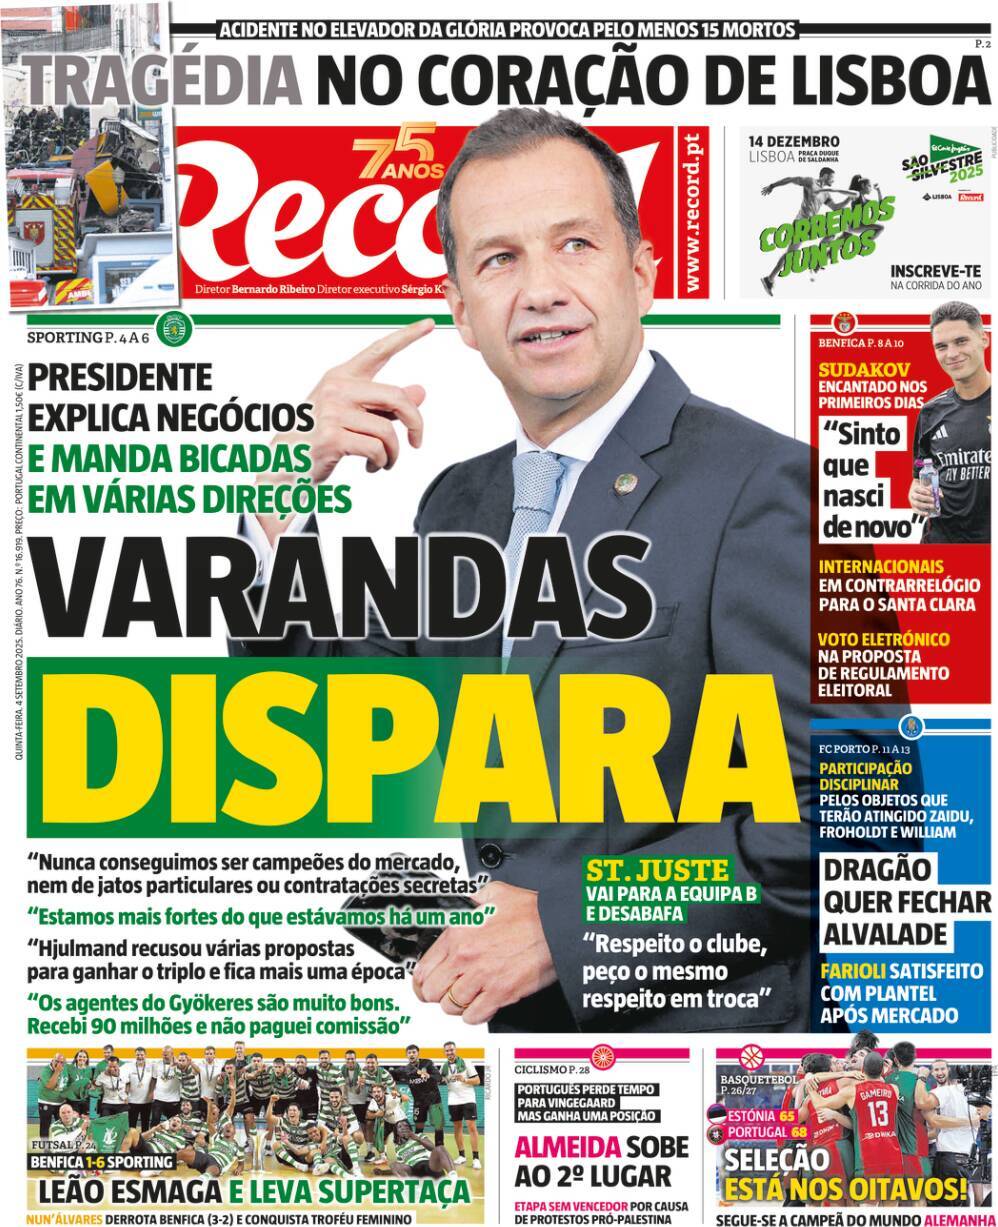 ACIDENTE NO ELEVADOR DA GLÓRIA PROVOCA PELO MENOS 15 MORTOS
P. 2
TRAGÉDIA NO CORAÇÃO DE LISBOA
75 ANOS
Record
www.record.pt
Diretor Bernardo Ribeiro Diretor executivo Sérgio K
14 DEZEMBRO
LISBOA PRAÇA DUQUE DE SALDANHA
CORREMOS
JUNTOS
El Corte Inglés
SÃO
SILVESTRE
2025
LISBOA
Record
INSCREVE-TE
NA CORRIDA DO ANO
PUBLICIDADE
SPORTING P. 4 A 6
PRESIDENTE
EXPLICA NEGÓCIOS
E MANDA BICADAS
EM VÁRIAS DIREÇÕES
VARANDAS
DISPARA
QUINTA-FEIRA. 4 SETEMBRO 2025. DIÁRIO. ANO 76. N.º 16.919. PREÇO: PORTUGAL CONTINENTAL 1,50€ (C/IVA)
“Nunca conseguimos ser campeões do mercado,
nem de jatos particulares ou contratações secretas”
“Estamos mais fortes do que estávamos há um ano”
“Hjulmand recusou várias propostas
para ganhar o triplo e fica mais uma época”
“Os agentes do Gyökeres são muito bons.
Recebi 90 milhões e não paguei comissão”
ST. JUSTE
VAI PARA A EQUIPA B
E DESABAFA
“Respeito o clube,
peço o mesmo
respeito em troca”
BENFICA P. 8 A 10
SUDAKOV
ENCANTADO NOS
PRIMEIROS DIAS
“Sinto
que
nasci
de novo”
Emirates
FLY BETTER
INTERNACIONAIS
EM CONTRARRELÓGIO
PARA O SANTA CLARA
VOTO ELETRÓNICO
NA PROPOSTA
DE REGULAMENTO
ELEITORAL
FC PORTO P. 11 A 13
PARTICIPAÇÃO
DISCIPLINAR
PELOS OBJETOS QUE
TERÃO ATINGIDO ZAIDU,
FROHOLDT E WILLIAM
DRAGÃO
QUER FECHAR
ALVALADE
FARIOLI SATISFEITO
COM PLANTEL
APÓS MERCADO
FUTSAL P. 24
BENFICA 1-6 SPORTING
LEÃO ESMAGA E LEVA SUPERTAÇA
NUN’ÁLVARES DERROTA BENFICA (3-2) E CONQUISTA TROFÉU FEMININO
CICLISMO P. 28
PORTUGUÊS PERDE TEMPO
PARA VINGEGAARD
MAS GANHA UMA POSIÇÃO
ALMEIDA SOBE
AO 2º LUGAR
ETAPA SEM VENCEDOR POR CAUSA
DE PROTESTOS PRÓ-PALESTINA
BASQUETEBOL
P. 26/27
ESTÓNIA 65
PORTUGAL 68
GAMEIRO
13
DHIKA
SELEÇÃO
ESTÁ NOS OITAVOS!
SEGUE-SE A CAMPEÃ DO MUNDO ALEMANHA